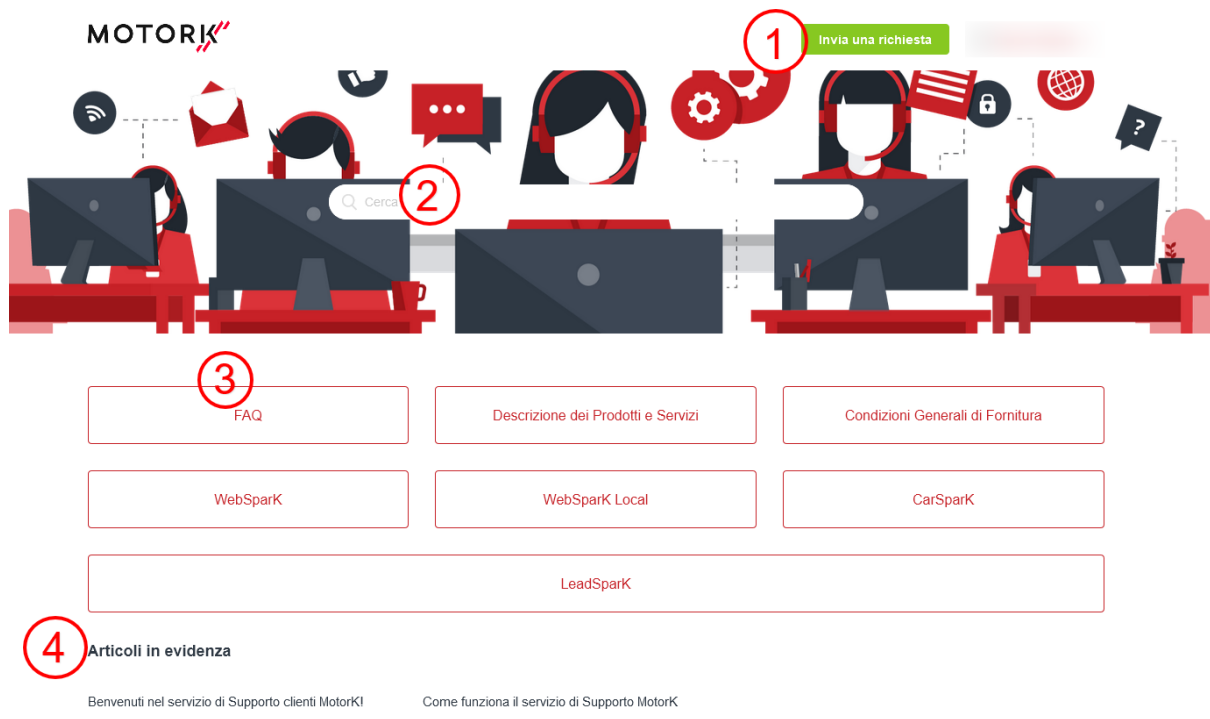 MOTORK
1
Invia una richiesta
?
Cerca
2
3
FAQ
Descrizione dei Prodotti e Servizi
Condizioni Generali di Fornitura
WebSparK
WebSparK Local
CarSparK
LeadSparK
4
Articoli in evidenza
Benvenuti nel servizio di Supporto clienti MotorK!
Come funziona il servizio di Supporto MotorK